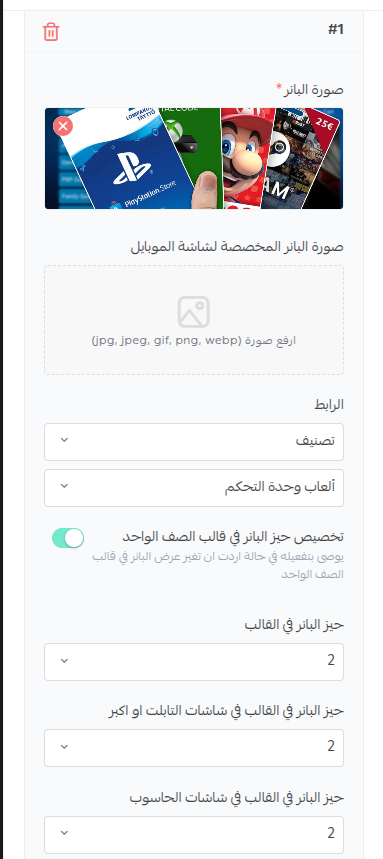 #1
صورة البانر *
LOMPAKKO TÄYTTÖ
PlayStation Store
25€
صورة البانر المخصصة لشاشة الموبايل
ارفع صورة (jpg, jpeg, gif, png, webp)
الرابط
تصنيف
ألعاب وحدة التحكم
تخصيص حيز البانر في قالب الصف الواحد
يوصى بتفعيله في حالة اردت ان تغير عرض البانر في قالب
الصف الواحد
حيز البانر في القالب
2
حيز البانر في القالب في شاشات التابلت او اكبر
2
حيز البانر في القالب في شاشات الحاسوب
2